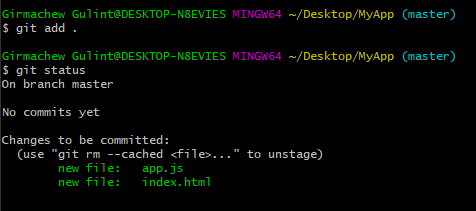 Girmachew Gulint@DESKTOP-N8EVIES MINGW64 ~/Desktop/MyApp (master)
$ git add .

Girmachew Gulint@DESKTOP-N8EVIES MINGW64 ~/Desktop/MyApp (master)
$ git status
On branch master

No commits yet

Changes to be committed:
  (use "git rm --cached <file>..." to unstage)
        new file:   app.js
        new file:   index.html